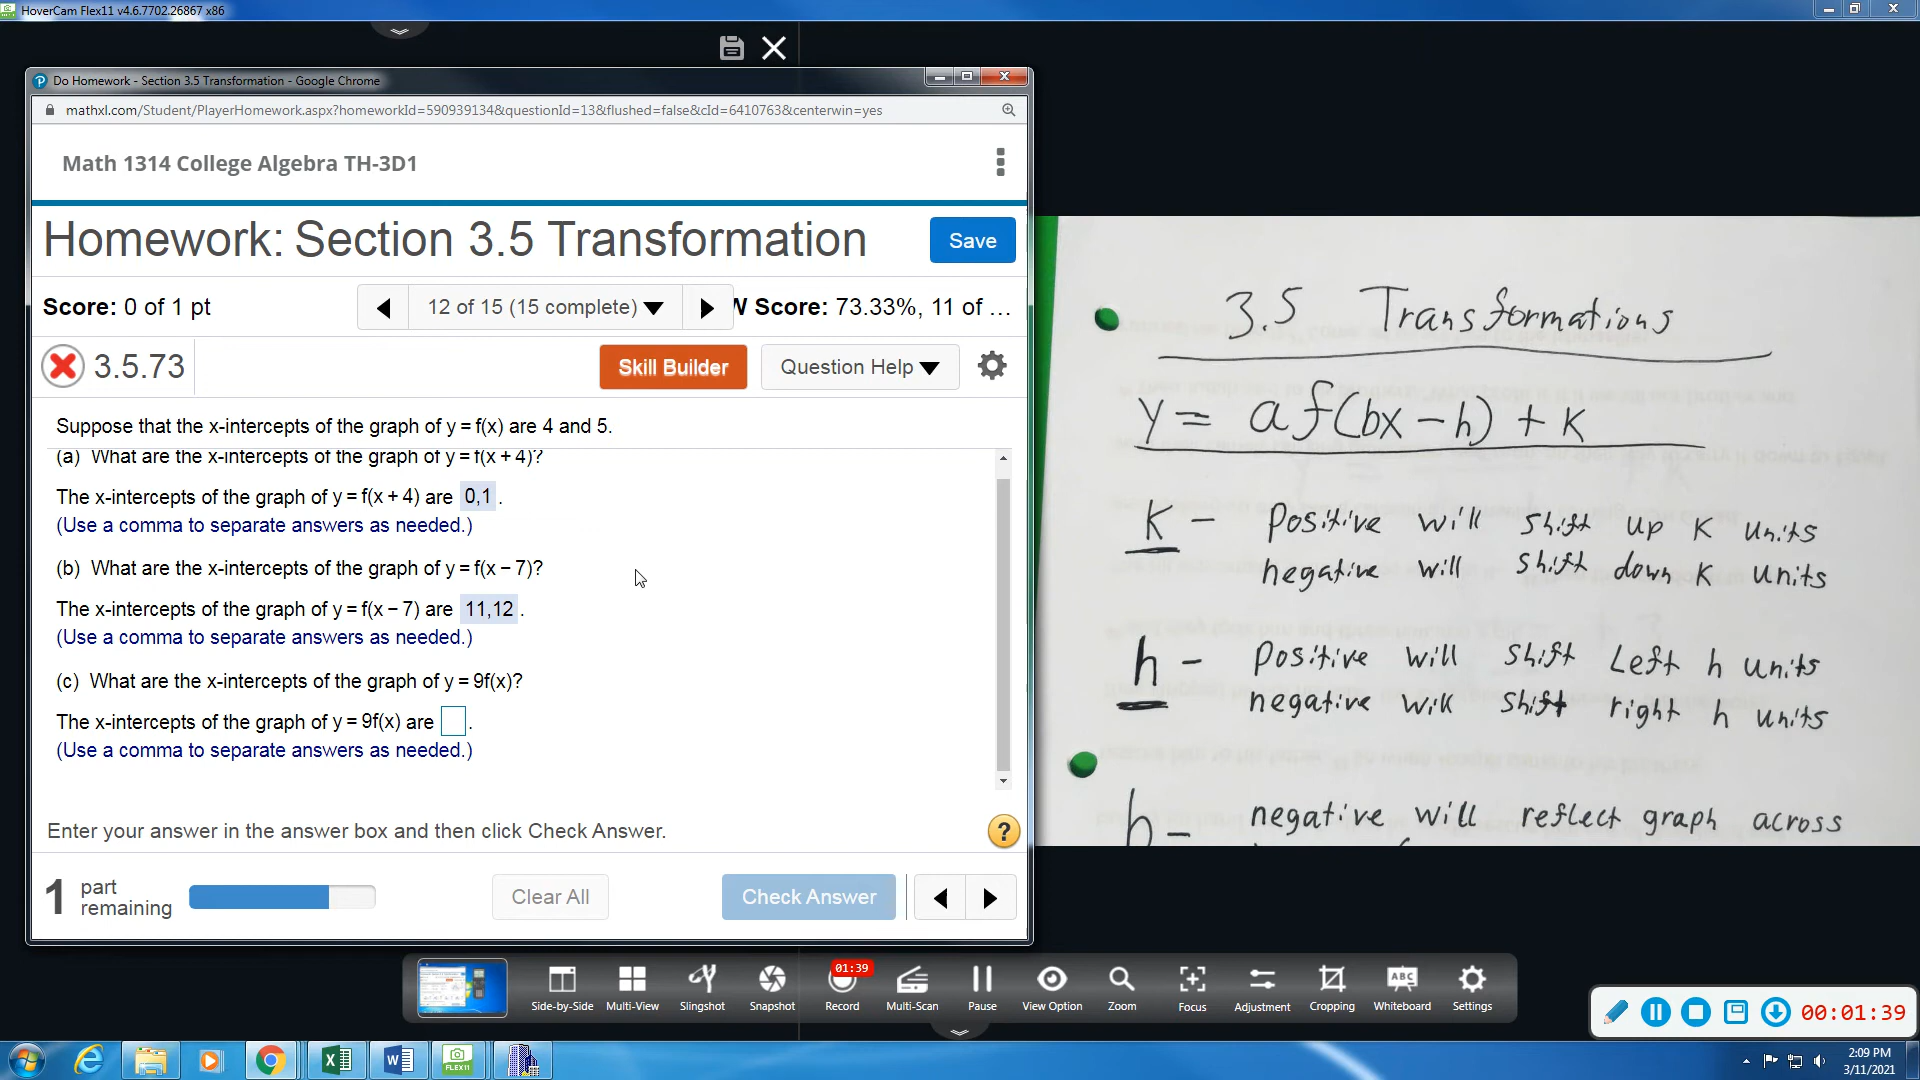 HoverCam Flex11 v4.6.7702.26867 x86
Do Homework - Section 3.5 Transformation - Google Chrome
mathxl.com/Student/PlayerHomework.aspx?homeworkId=590939134&questionId=13&flushed=false&cId=6410763&centerwin=yes
Math 1314 College Algebra TH-3D1
Homework: Section 3.5 Transformation
Save
Score: 0 of 1 pt
12 of 15 (15 complete)
W Score: 73.33%, 11 of ...
3.5.73
Skill Builder
Question Help
Suppose that the x-intercepts of the graph of y = f(x) are 4 and 5.
(a) What are the x-intercepts of the graph of y = f(x + 4)?
The x-intercepts of the graph of y = f(x + 4) are 0,1 .
(Use a comma to separate answers as needed.)
(b) What are the x-intercepts of the graph of y = f(x − 7)?
The x-intercepts of the graph of y = f(x − 7) are 11,12 .
(Use a comma to separate answers as needed.)
(c) What are the x-intercepts of the graph of y = 9f(x)?
The x-intercepts of the graph of y = 9f(x) are .
(Use a comma to separate answers as needed.)
Enter your answer in the answer box and then click Check Answer.
?
1 part remaining
Clear All
Check Answer
3.5 Transformations
y = a f(bx − h) + K
K − Positive will shift up K units
negative will shift down K units
h − Positive will shift Left h units
negative will shift right h units
b − negative will reflect graph across
01:39
ABC
Side-by-Side
Multi-View
Slingshot
Snapshot
Record
Multi-Scan
Pause
View Option
Zoom
Focus
Adjustment
Cropping
Whiteboard
Settings
00:01:39
FLEX11
2:09 PM
3/11/2021